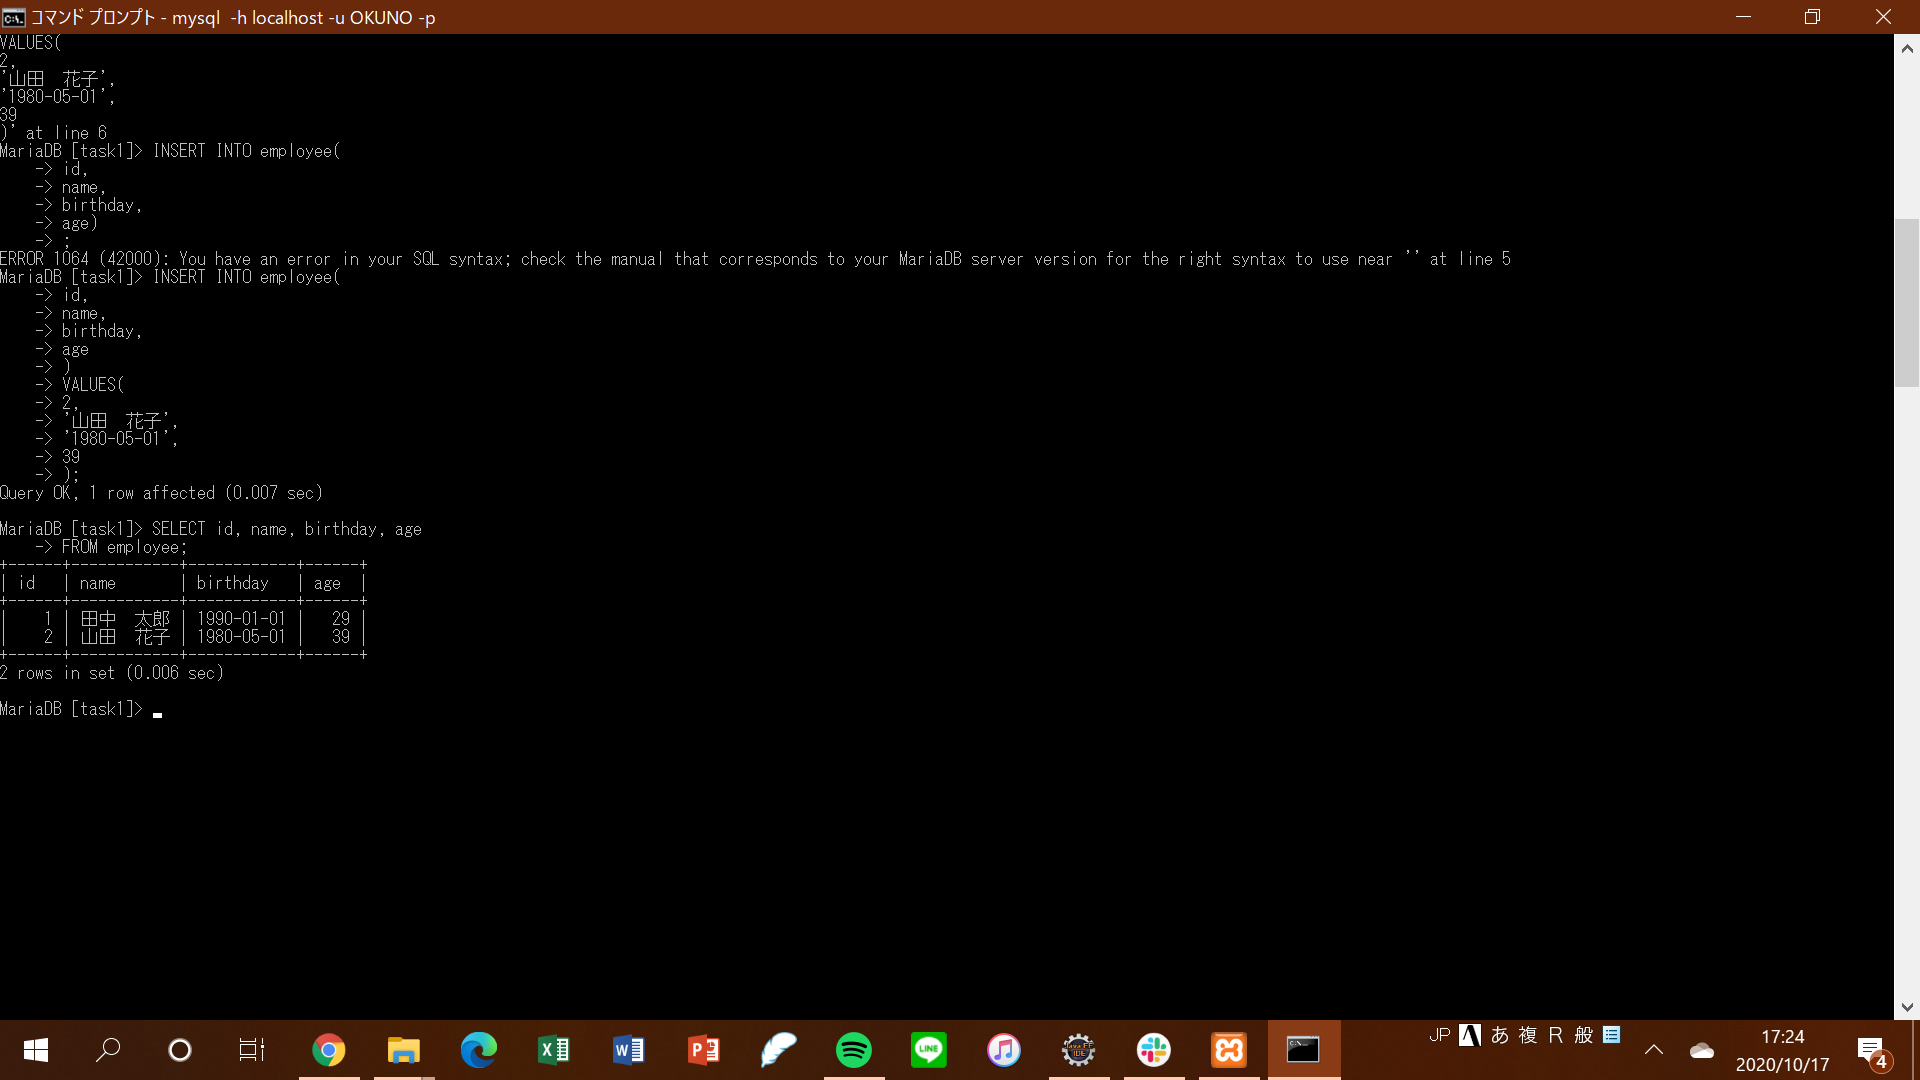 コマンド プロンプト - mysql  -h localhost -u OKUNO -p
VALUES(
2,
'山田　花子',
'1980-05-01',
39
)' at line 6
MariaDB [task1]> INSERT INTO employee(
    -> id,
    -> name,
    -> birthday,
    -> age)
    -> ;
ERROR 1064 (42000): You have an error in your SQL syntax; check the manual that corresponds to your MariaDB server version for the right syntax to use near '' at line 5
MariaDB [task1]> INSERT INTO employee(
    -> id,
    -> name,
    -> birthday,
    -> age
    -> )
    -> VALUES(
    -> 2,
    -> '山田　花子',
    -> '1980-05-01',
    -> 39
    -> );
Query OK, 1 row affected (0.007 sec)
MariaDB [task1]> SELECT id, name, birthday, age
    -> FROM employee;
+------+------------+------------+------+
| id   | name       | birthday   | age  |
+------+------------+------------+------+
|    1 | 田中　太郎 | 1990-01-01 |   29 |
|    2 | 山田　花子 | 1980-05-01 |   39 |
+------+------------+------------+------+
2 rows in set (0.006 sec)
MariaDB [task1]> 
JP A あ 複 R 般
17:24
2020/10/17
4
LINE
Java EE
IDE